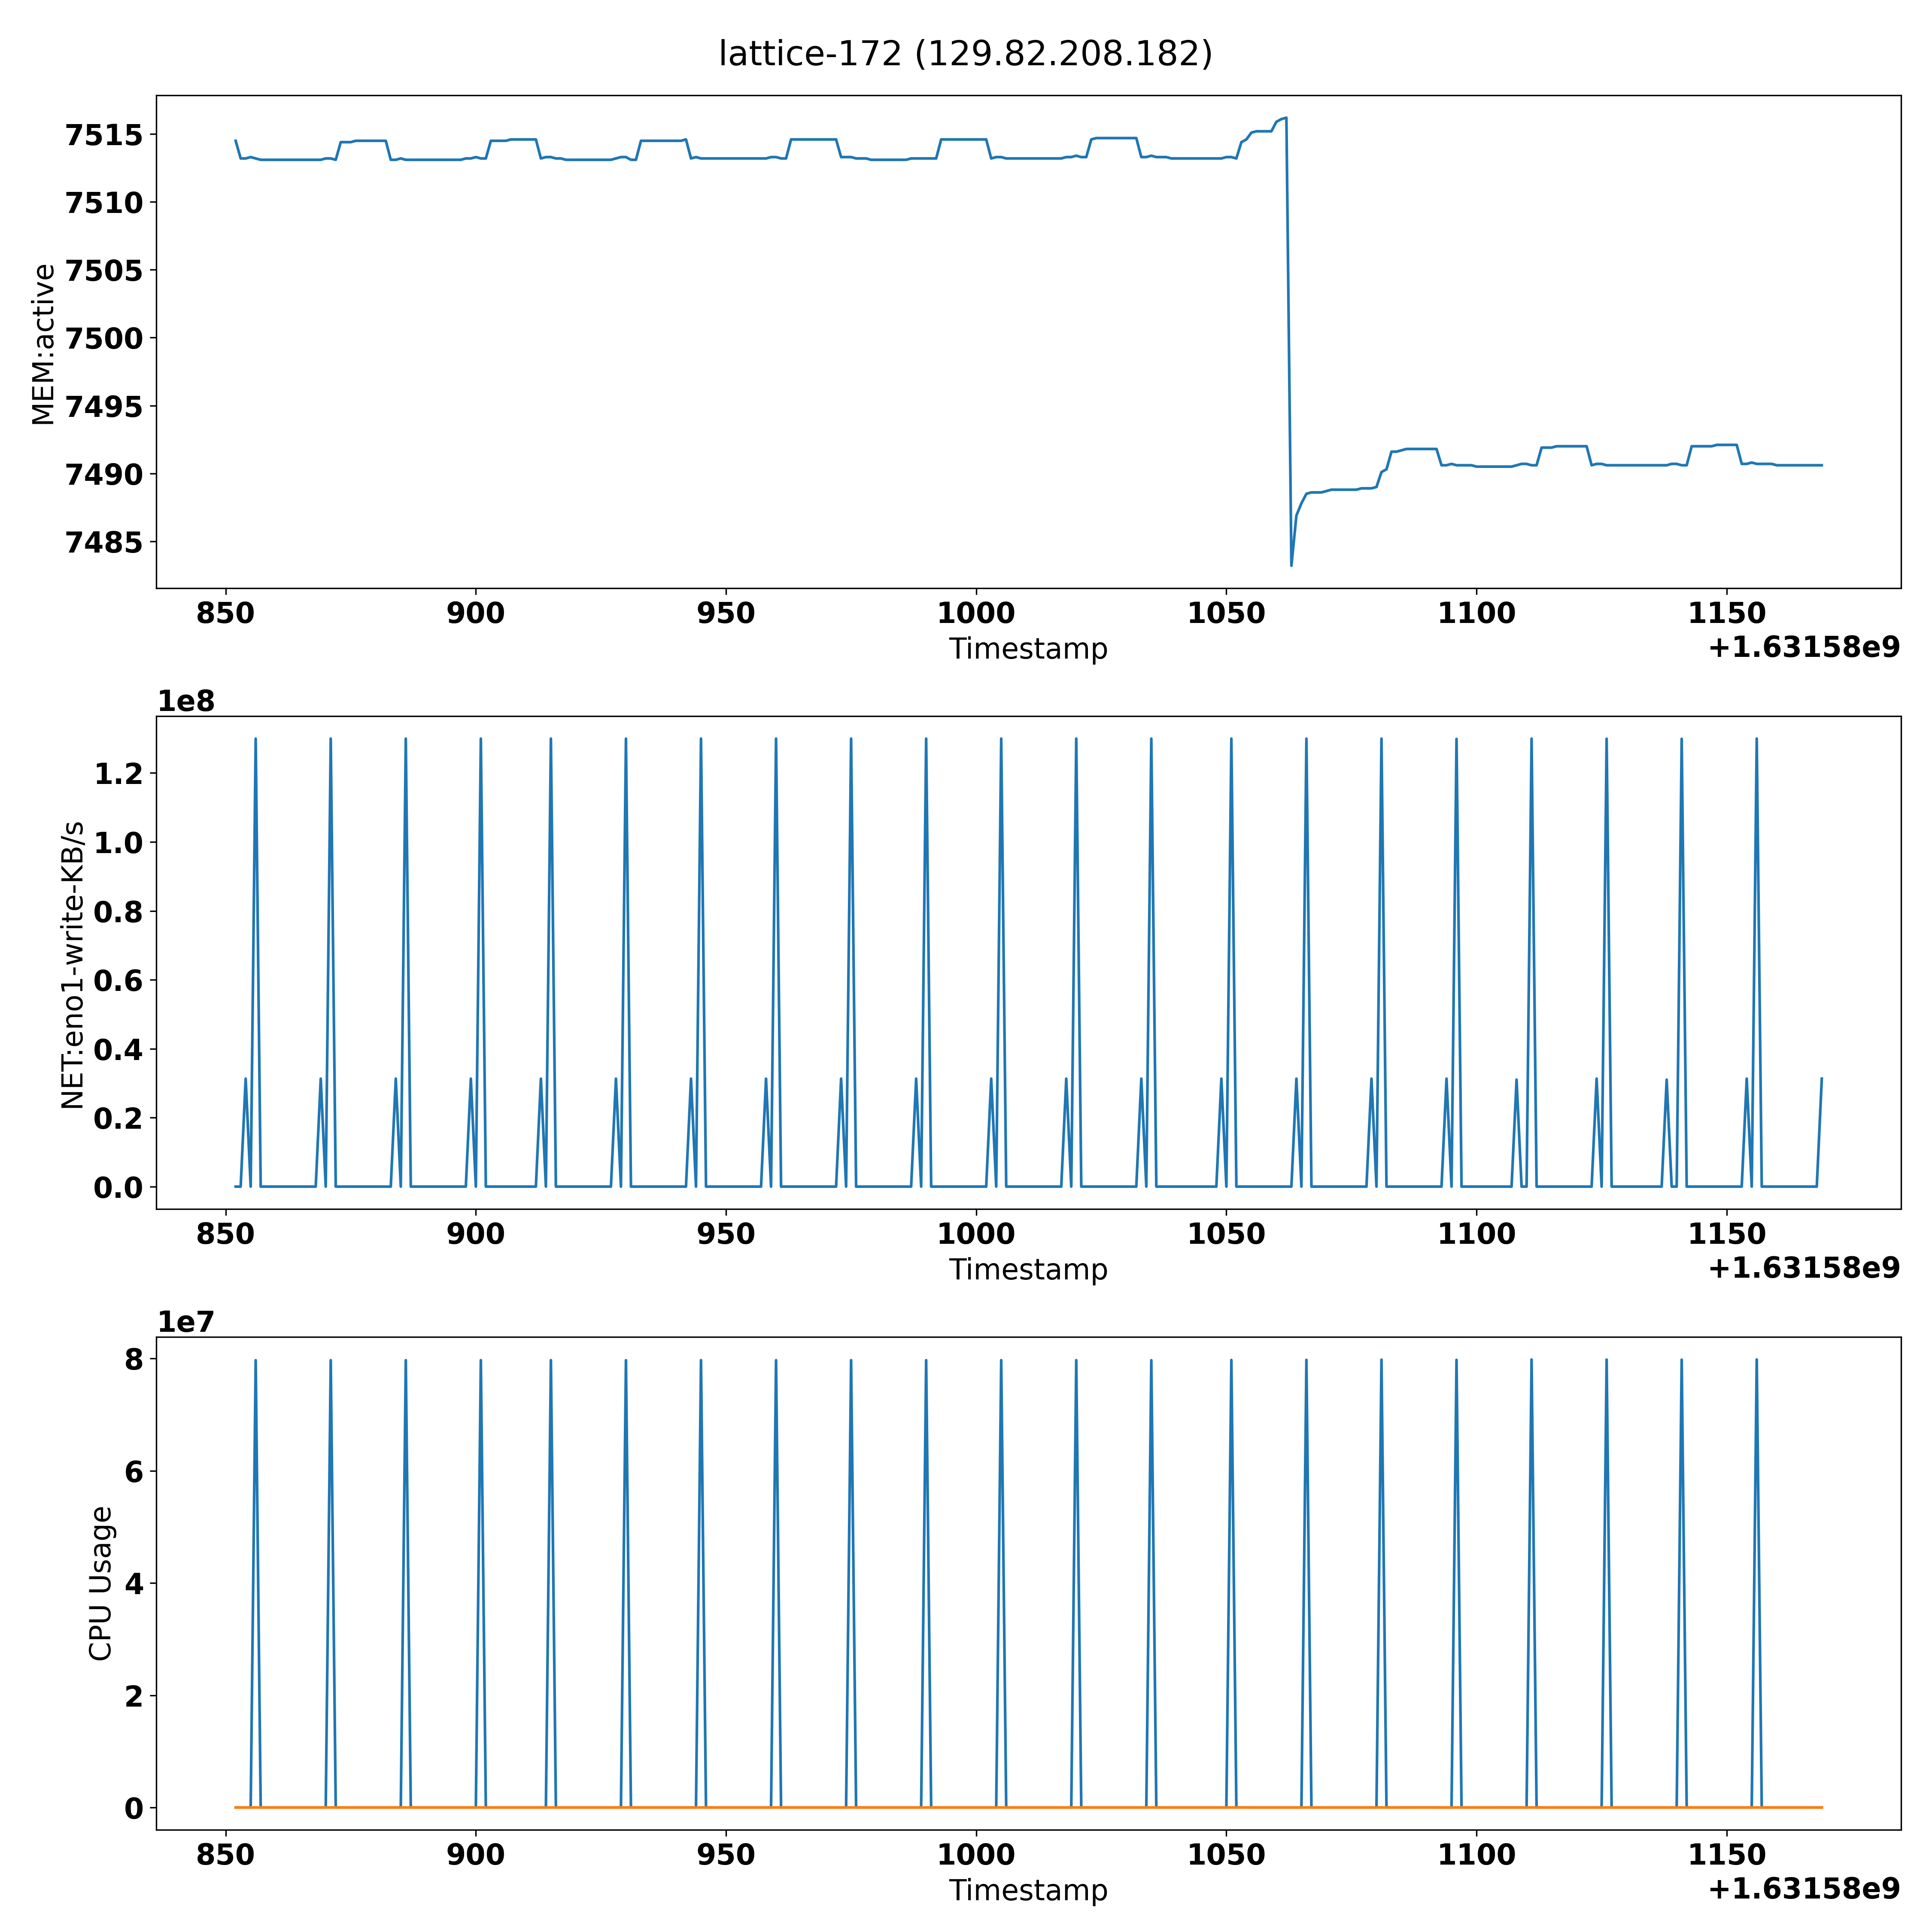 lattice-172 (129.82.208.182)
7515
7510
7505
7500
7495
7490
7485
MEM:active
850 900 950 1000 1050 1100 1150
Timestamp
+1.63158e9
1e8
1.2
1.0
0.8
0.6
0.4
0.2
0.0
NET:eno1-write-KB/s
850 900 950 1000 1050 1100 1150
Timestamp
+1.63158e9
1e7
8
6
4
2
0
CPU Usage
850 900 950 1000 1050 1100 1150
Timestamp
+1.63158e9